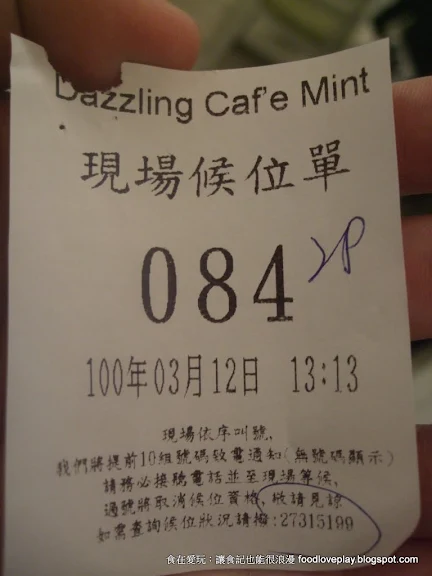 Dazzling Caf'e Mint
現場候位單
084 2P
100年03月12日 13:13
現場依序叫號,
我們將提前10組號碼致電通知(無號碼顯示)
請務必接聽電話並至現場等候,
過號將取消候位資格,敬請見諒
如需查詢候位狀況請撥:27315199
食在愛玩：讓食記也能很浪漫 foodloveplay.blogspot.com